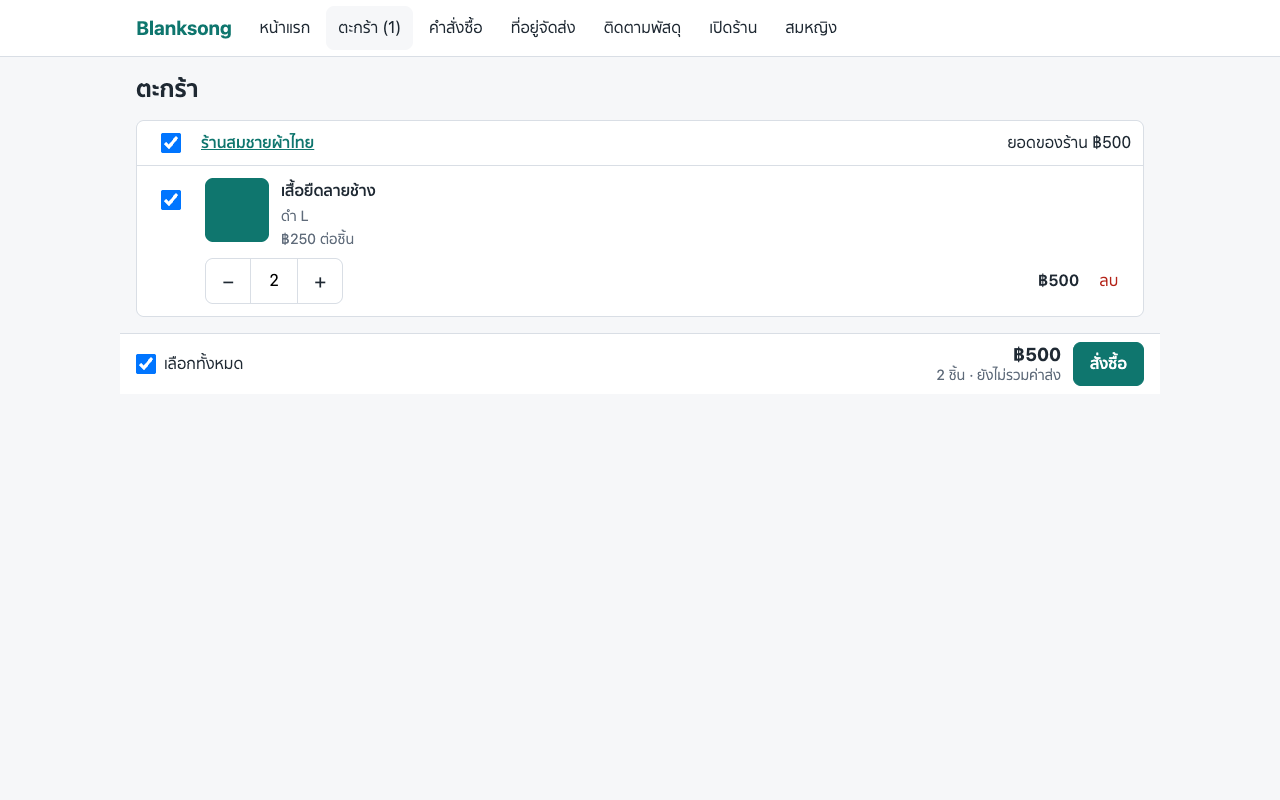 Blanksong หน้าแรก ตะกร้า (1) คำสั่งซื้อ ที่อยู่จัดส่ง ติดตามพัสดุ เปิดร้าน สมหญิง
ตะกร้า
ร้านสมชายผ้าไทย ยอดของร้าน ฿500
เสื้อยืดลายช้าง
ดำ L
฿250 ต่อชิ้น
− 2 + ฿500 ลบ
เลือกทั้งหมด ฿500 สั่งซื้อ
2 ชิ้น · ยังไม่รวมค่าส่ง